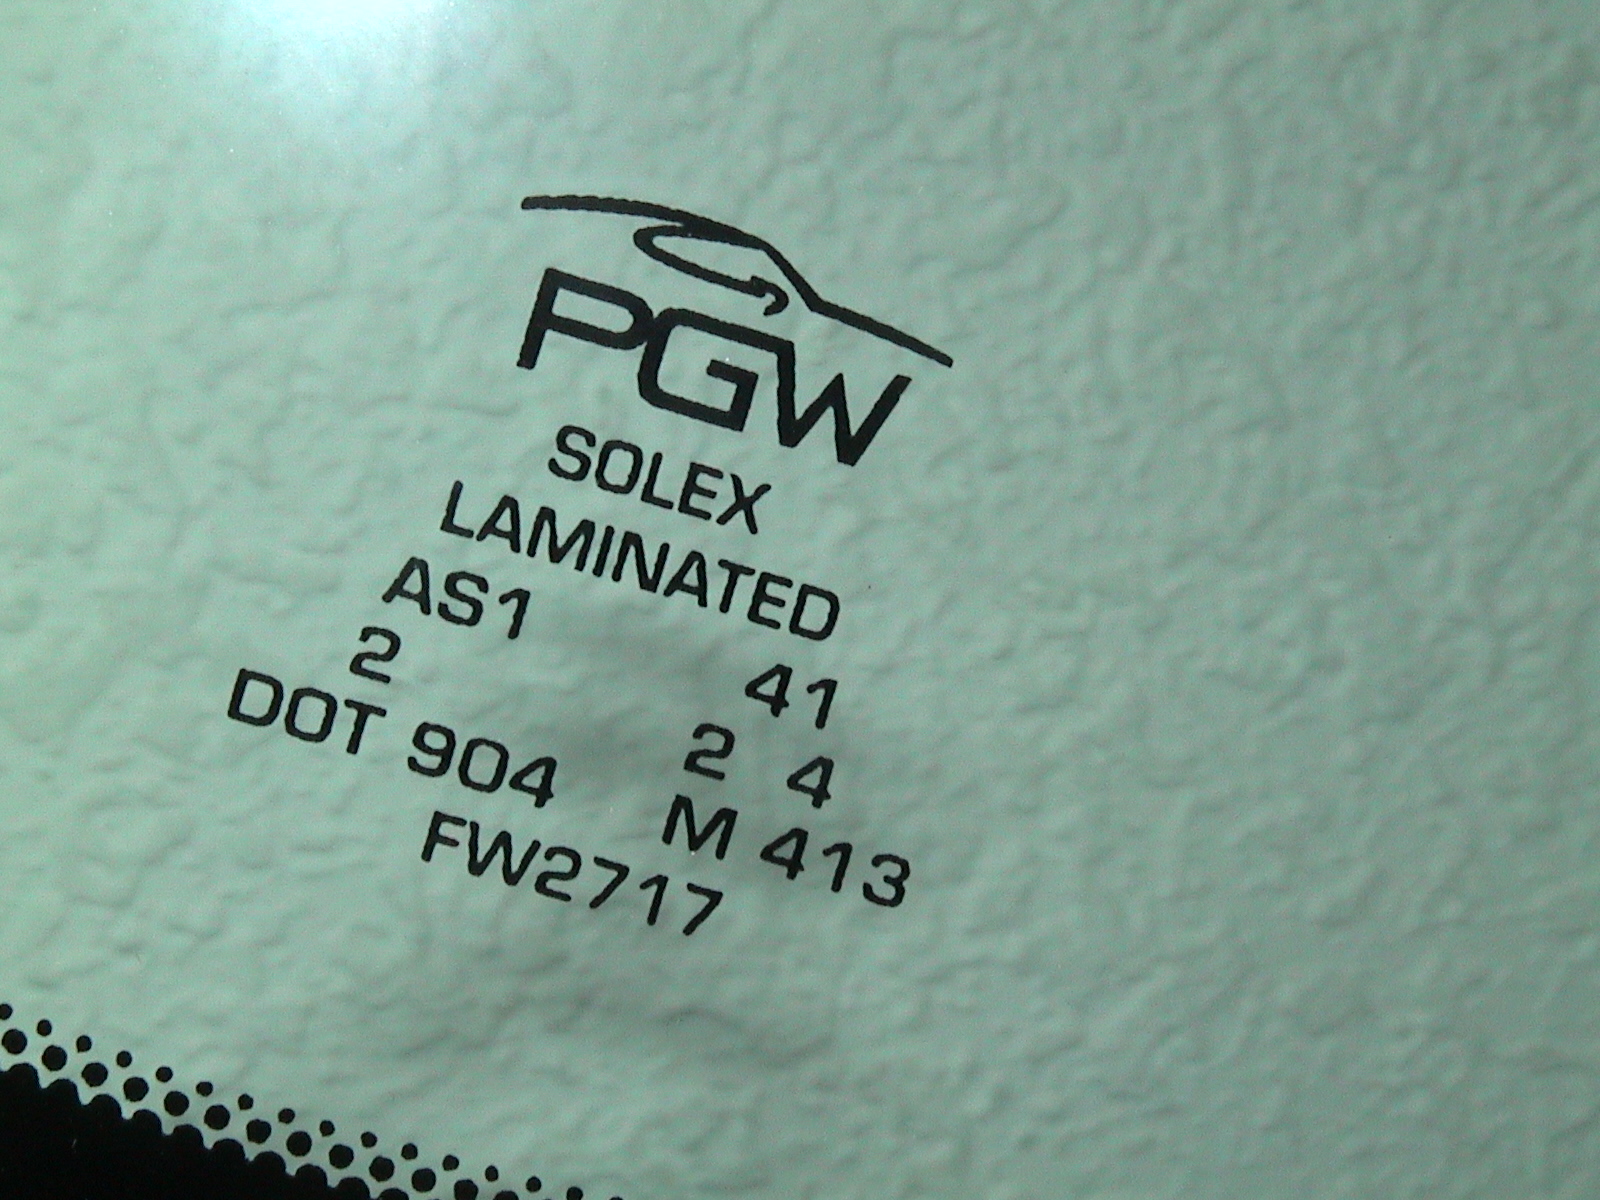 PGW
SOLEX
LAMINATED
AS1 41
2 2 4
DOT 904 M 413
FW2717